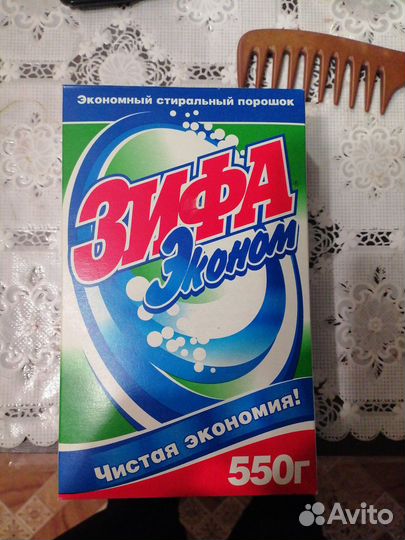 Экономный стиральный порошок
ЗИФА
Эконом
Чистая экономия!
550г
Avito